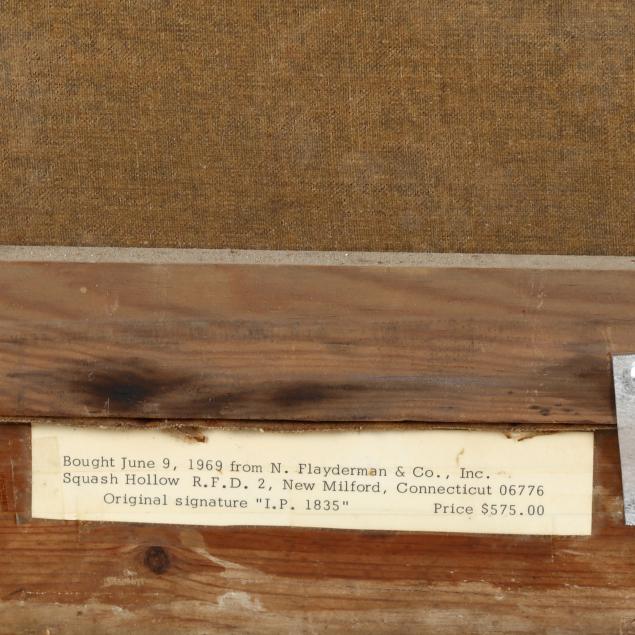 Bought June 9, 1969 from N. Flayderman & Co., Inc.
Squash Hollow R.F.D. 2, New Milford, Connecticut 06776
Original signature "I.P. 1835" Price $575.00